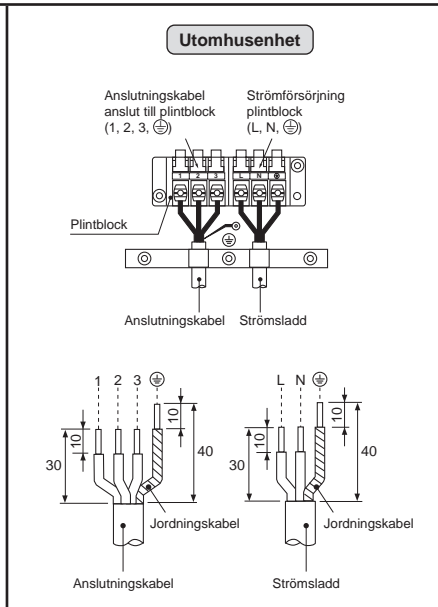 Utomhusenhet
Anslutningskabel
anslut till plintblock
(1, 2, 3, ⏚)
Strömförsörjning
plintblock
(L, N, ⏚)
1 2 3 L N ⏚
Plintblock
⏚
Anslutningskabel Strömsladd
1 2 3 ⏚
10
10
30
40
Jordningskabel
Anslutningskabel
L N ⏚
10
10
30
40
Jordningskabel
Strömsladd